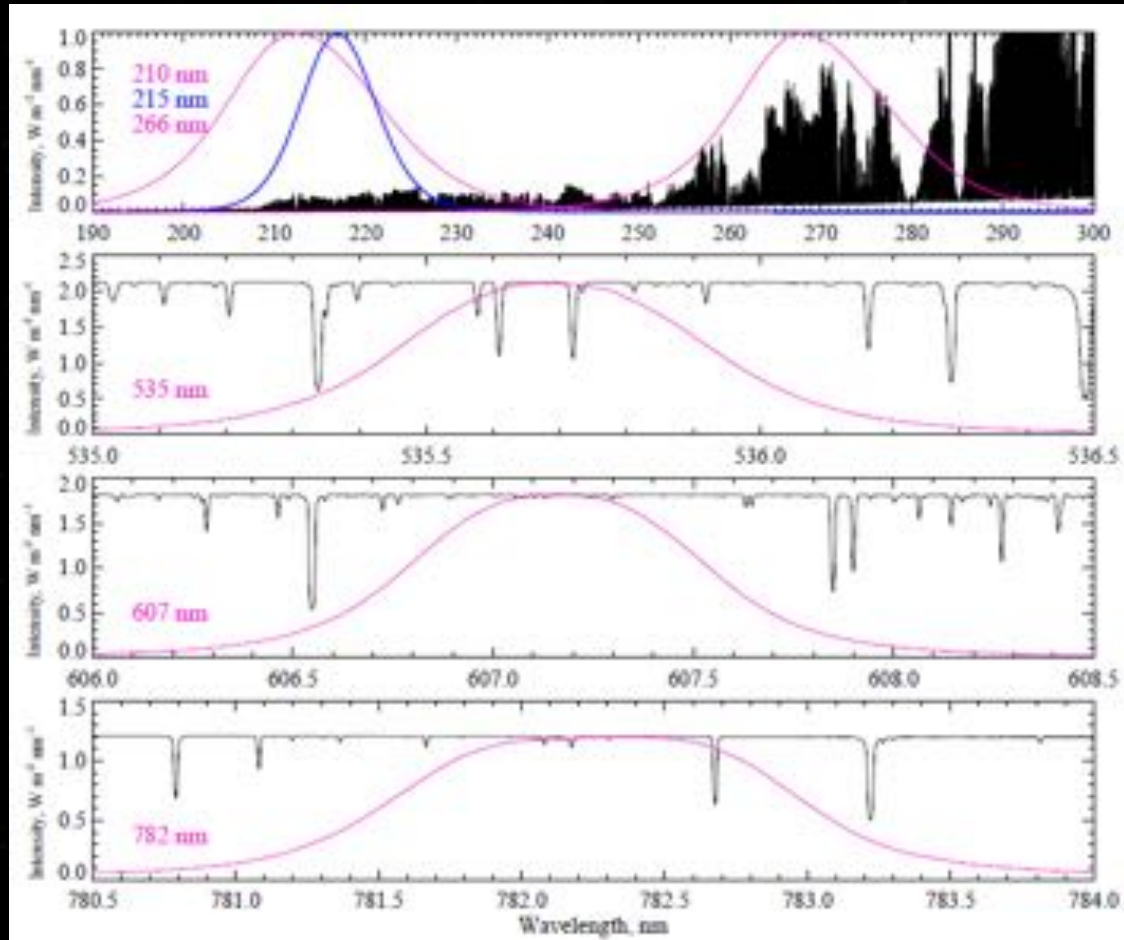 Intensity, W m⁻² nm⁻¹
1.0
0.8
0.6
0.4
0.2
0.0
210 nm
215 nm
266 nm
190 200 210 220 230 240 250 260 270 280 290 300
Intensity, W m⁻² nm⁻¹
2.5
2.0
1.5
1.0
0.5
0.0
535 nm
535.0 535.5 536.0 536.5
Intensity, W m⁻² nm⁻¹
2.0
1.5
1.0
0.5
0.0
607 nm
606.0 606.5 607.0 607.5 608.0 608.5
Intensity, W m⁻² nm⁻¹
1.5
1.0
0.5
0.0
782 nm
780.5 781.0 781.5 782.0 782.5 783.0 783.5 784.0
Wavelength, nm